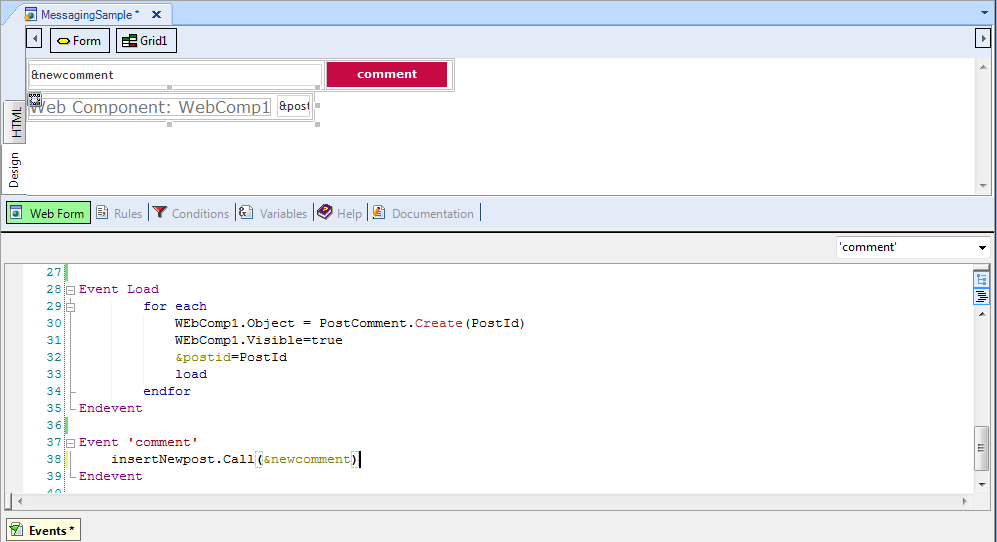 MessagingSample *
Form Grid1
&newcomment comment
Web Component: WebComp1 &post
HTML
Design
Web Form Rules Conditions Variables Help Documentation
'comment'
27
28 Event Load
29 for each
30 WEbComp1.Object = PostComment.Create(PostId)
31 WEbComp1.Visible=true
32 &postid=PostId
33 load
34 endfor
35 Endevent
36
37 Event 'comment'
38 insertNewpost.Call(&newcomment)
39 Endevent
40
Events *